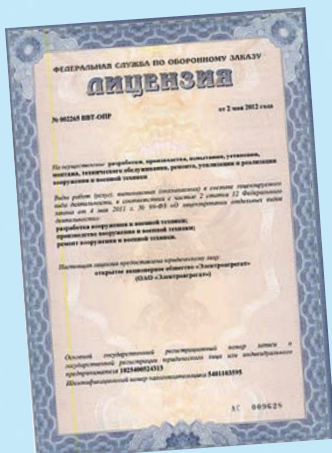 ФЕДЕРАЛЬНАЯ СЛУЖБА ПО ОБОРОННОМУ ЗАКАЗУ
ЛИЦЕНЗИЯ
№ 002265 ВВТ-ОПР
от 2 мая 2012 года
На осуществление разработки, производства, испытания, установки,
монтажа, технического обслуживания, ремонта, утилизации и реализации
вооружения и военной техники
Виды работ (услуг), выполняемых (оказываемых) в составе лицензируемого
вида деятельности, в соответствии с частью 2 статьи 12 Федерального
закона от 4 мая 2011 г. № 99-ФЗ «О лицензировании отдельных видов
деятельности»:
разработка вооружения и военной техники;
производство вооружения и военной техники;
ремонт вооружения и военной техники.
Настоящая лицензия предоставлена юридическому лицу
открытое акционерное общество «Электроагрегат»
(ОАО «Электроагрегат»)
Основной государственный регистрационный номер записи о
государственной регистрации юридического лица или индивидуального
предпринимателя 1025400524313
Идентификационный номер налогоплательщика 5401103595
АС 009628